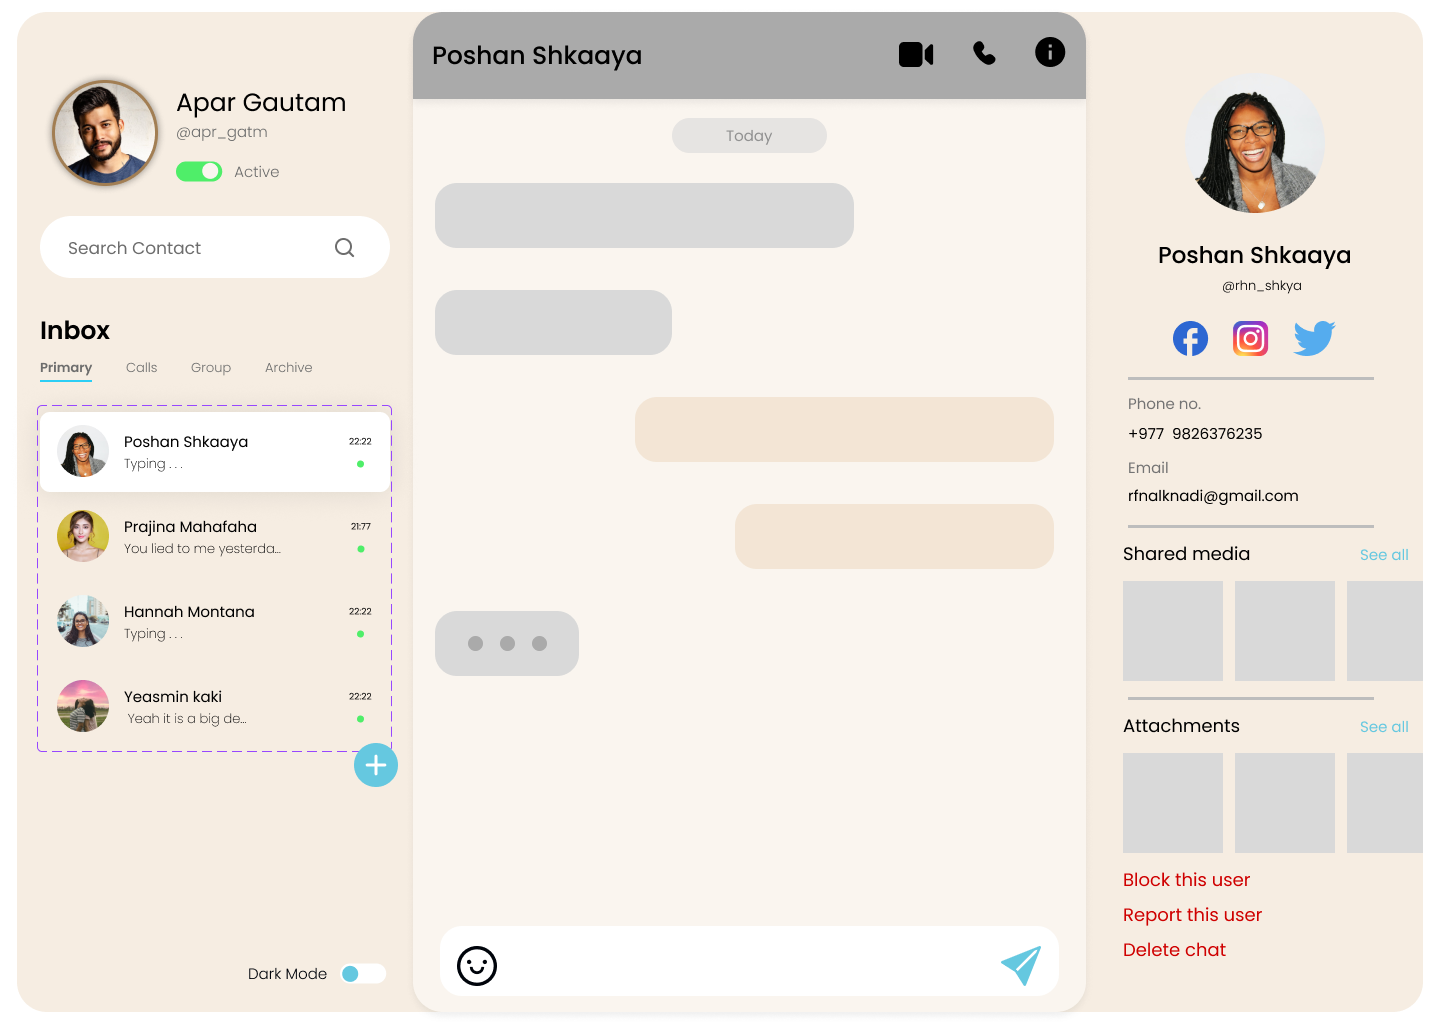 Apar Gautam
@apr_gatm
Active
Search Contact
Inbox
Primary Calls Group Archive
Poshan Shkaaya 22:22
Typing . . .
Prajina Mahafaha 21:77
You lied to me yesterda...
Hannah Montana 22:22
Typing . . .
Yeasmin kaki 22:22
Yeah it is a big de...
Dark Mode
Poshan Shkaaya
Today
Poshan Shkaaya
@rhn_shkya
Phone no.
+977 9826376235
Email
rfnalknadi@gmail.com
Shared media See all
Attachments See all
Block this user
Report this user
Delete chat